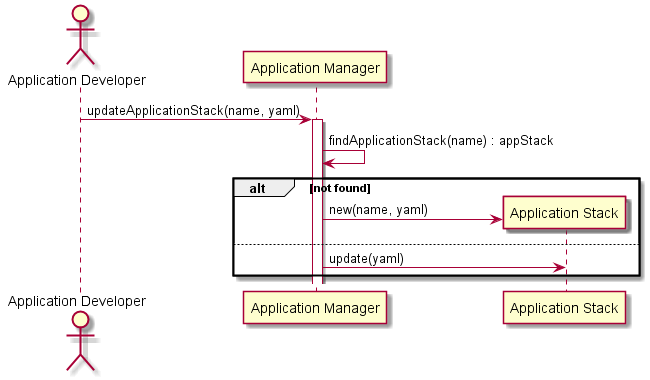 Application Developer
Application Manager
updateApplicationStack(name, yaml)
findApplicationStack(name) : appStack
alt [not found]
new(name, yaml)
Application Stack
update(yaml)
Application Developer
Application Manager
Application Stack